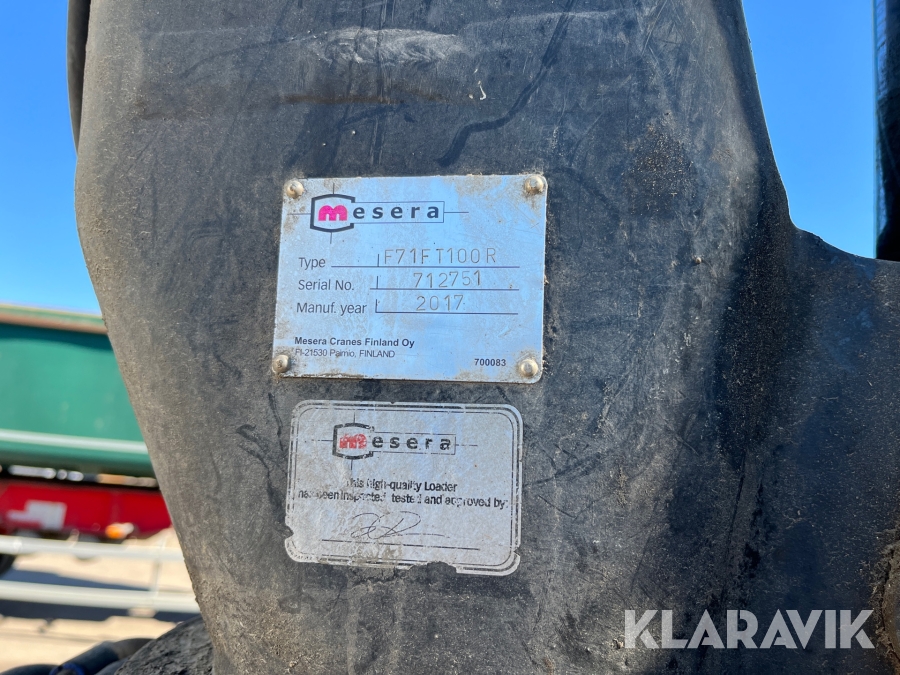 mesera
Type F71FT100R
Serial No. 712751
Manuf. year 2017
Mesera Cranes Finland Oy
FI-21530 Paimio, FINLAND 700083
mesera
This high-quality Loader
has been inspected tested and approved by:
KLARAVIK